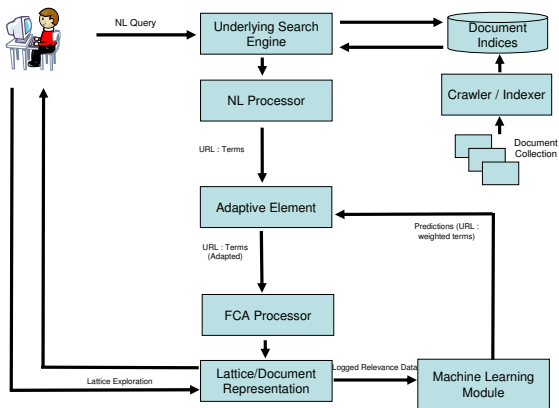 NL Query
Underlying Search
Engine
Document
Indices
NL Processor
Crawler / Indexer
URL : Terms
Document
Collection
Adaptive Element
Predictions (URL :
weighted terms)
URL : Terms
(Adapted)
FCA Processor
Lattice Exploration
Lattice/Document
Representation
Logged Relevance Data
Machine Learning
Module